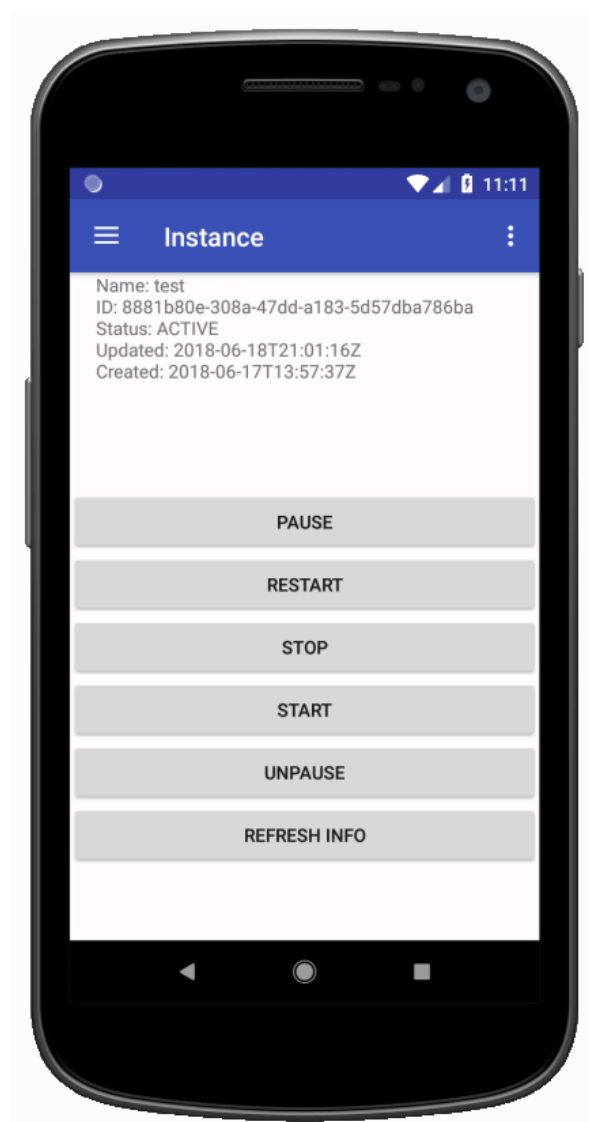 11:11
Instance
Name: test
ID: 8881b80e-308a-47dd-a183-5d57dba786ba
Status: ACTIVE
Updated: 2018-06-18T21:01:16Z
Created: 2018-06-17T13:57:37Z
PAUSE
RESTART
STOP
START
UNPAUSE
REFRESH INFO